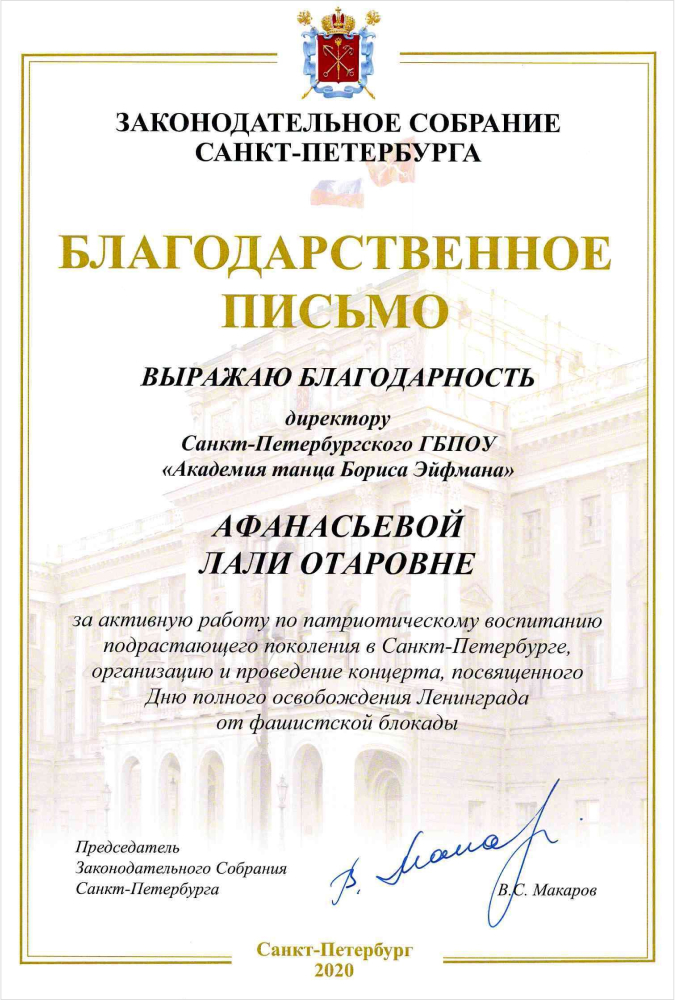 ЗАКОНОДАТЕЛЬНОЕ СОБРАНИЕ
САНКТ-ПЕТЕРБУРГА
БЛАГОДАРСТВЕННОЕ
ПИСЬМО
ВЫРАЖАЮ БЛАГОДАРНОСТЬ
директору
Санкт-Петербургского ГБПОУ
«Академия танца Бориса Эйфмана»
АФАНАСЬЕВОЙ
ЛАЛИ ОТАРОВНЕ
за активную работу по патриотическому воспитанию
подрастающего поколения в Санкт-Петербурге,
организацию и проведение концерта, посвященного
Дню полного освобождения Ленинграда
от фашистской блокады
Председатель
Законодательного Собрания
Санкт-Петербурга
В.С. Макаров
Санкт-Петербург
2020